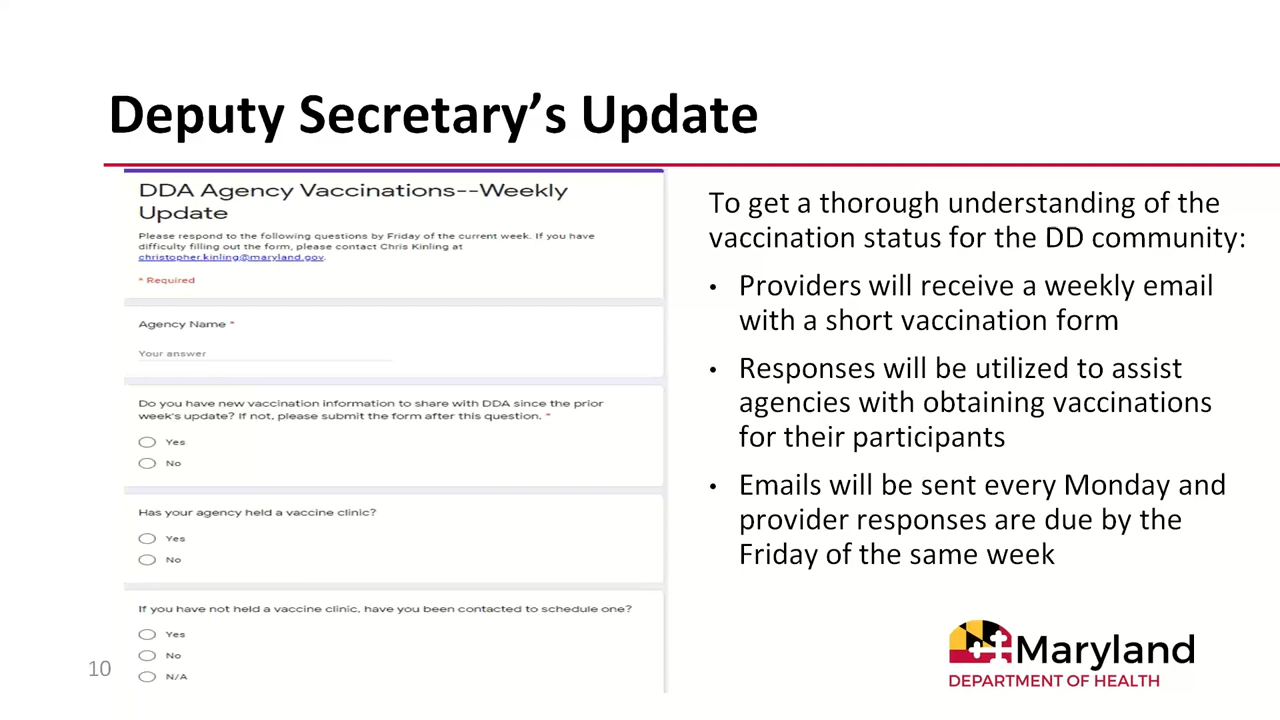 Deputy Secretary’s Update
DDA Agency Vaccinations--Weekly
Update
Please respond to the following questions by Friday of the current week. If you have
difficulty filling out the form, please contact Chris Kinling at
christopher.kinling@maryland.gov.
* Required
Agency Name *
Your answer
Do you have new vaccination information to share with DDA since the prior
week's update? If not, please submit the form after this question. *
Yes
No
Has your agency held a vaccine clinic?
Yes
No
If you have not held a vaccine clinic, have you been contacted to schedule one?
Yes
No
N/A
To get a thorough understanding of the
vaccination status for the DD community:
• Providers will receive a weekly email
with a short vaccination form
• Responses will be utilized to assist
agencies with obtaining vaccinations
for their participants
• Emails will be sent every Monday and
provider responses are due by the
Friday of the same week
10
Maryland
DEPARTMENT OF HEALTH